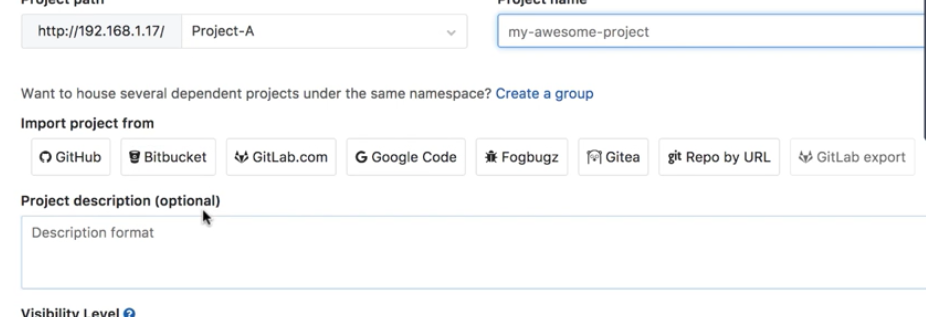 Project path Project name
http://192.168.1.17/ Project-A my-awesome-project
Want to house several dependent projects under the same namespace? Create a group
Import project from
GitHub Bitbucket GitLab.com Google Code Fogbugz Gitea git Repo by URL GitLab export
Project description (optional)
Description format
Visibility Level ?